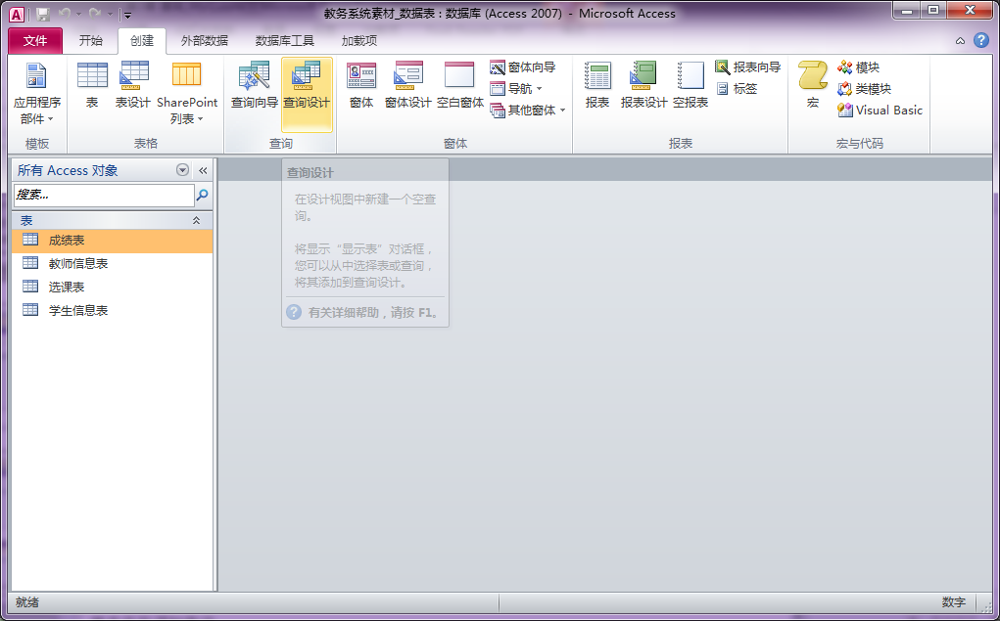 教务系统素材_数据表 : 数据库 (Access 2007) - Microsoft Access
文件 开始 创建 外部数据 数据库工具 加载项
应用程序部件 表 表设计 SharePoint 列表 查询向导 查询设计 窗体 窗体设计 空白窗体 窗体向导 导航 其他窗体 报表 报表设计 空报表 报表向导 标签 宏 模块 类模块 Visual Basic
模板 表格 查询 窗体 报表 宏与代码
所有 Access 对象
搜索...
表
成绩表
教师信息表
选课表
学生信息表
查询设计
在设计视图中新建一个空查
询。
将显示“显示表”对话框，
您可以从中选择表或查询，
将其添加到查询设计。
有关详细帮助，请按 F1。
就绪 数字